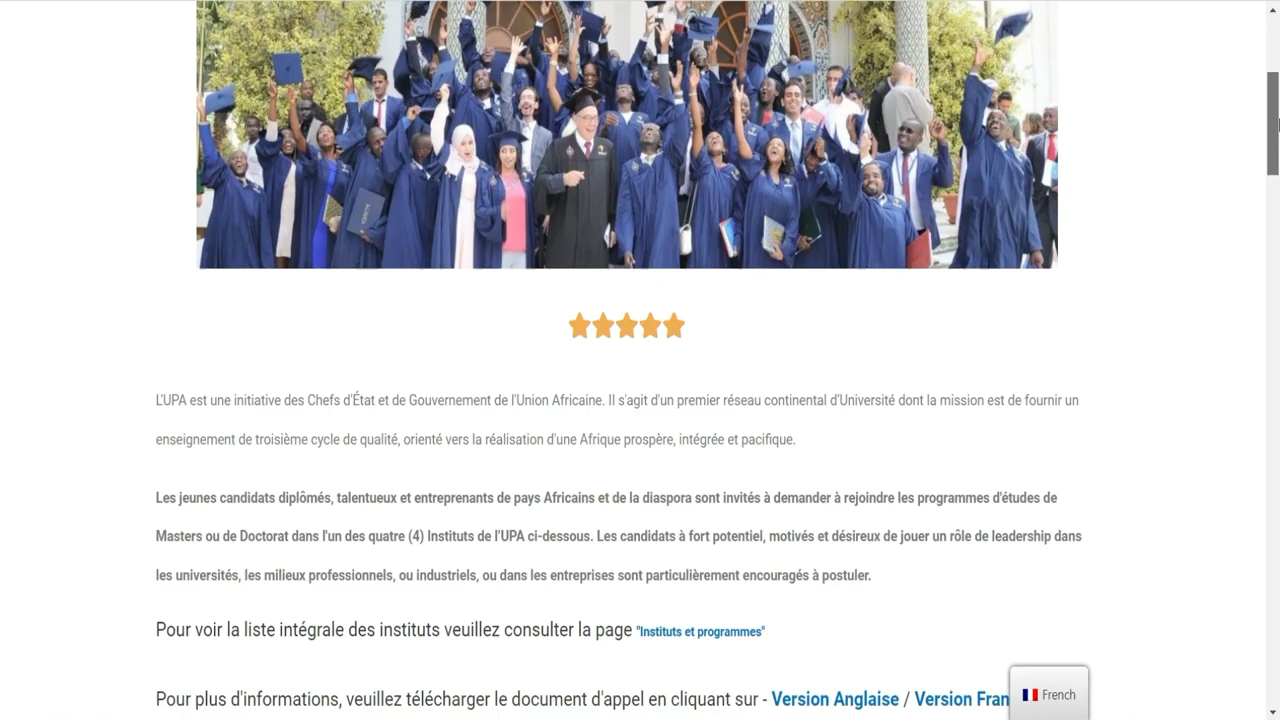 L'UPA est une initiative des Chefs d'État et de Gouvernement de l'Union Africaine. Il s'agit d'un premier réseau continental d'Université dont la mission est de fournir un
enseignement de troisième cycle de qualité, orienté vers la réalisation d'une Afrique prospère, intégrée et pacifique.
Les jeunes candidats diplômés, talentueux et entreprenants de pays Africains et de la diaspora sont invités à demander à rejoindre les programmes d'études de
Masters ou de Doctorat dans l'un des quatre (4) Instituts de l'UPA ci-dessous. Les candidats à fort potentiel, motivés et désireux de jouer un rôle de leadership dans
les universités, les milieux professionnels, ou industriels, ou dans les entreprises sont particulièrement encouragés à postuler.
Pour voir la liste intégrale des instituts veuillez consulter la page "Instituts et programmes"
Pour plus d'informations, veuillez télécharger le document d'appel en cliquant sur - Version Anglaise / Version Fran
French